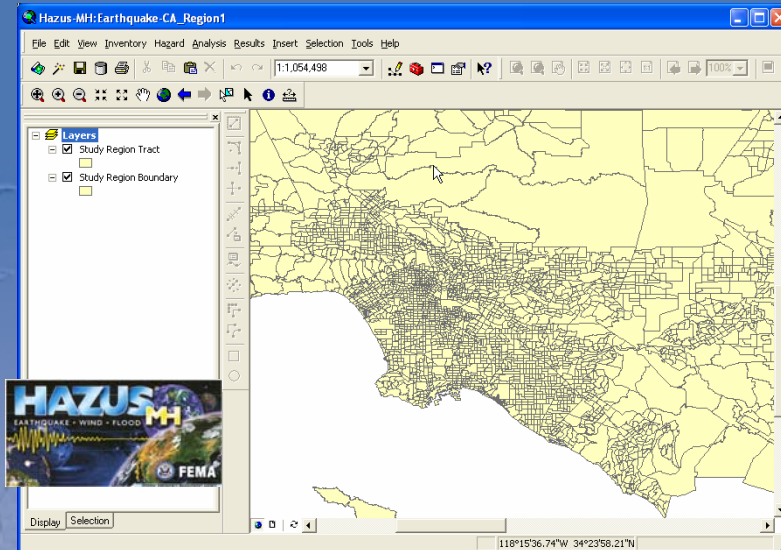 Hazus-MH: Earthquake-CA_Region1
File Edit View Inventory Hazard Analysis Results Insert Selection Tools Help
1:1,054,498
100%
Layers
Study Region Tract
Study Region Boundary
HAZUS MH
EARTHQUAKE · WIND · FLOOD
FEMA
Display Selection
118°15'36.74"W 34°23'58.21"N